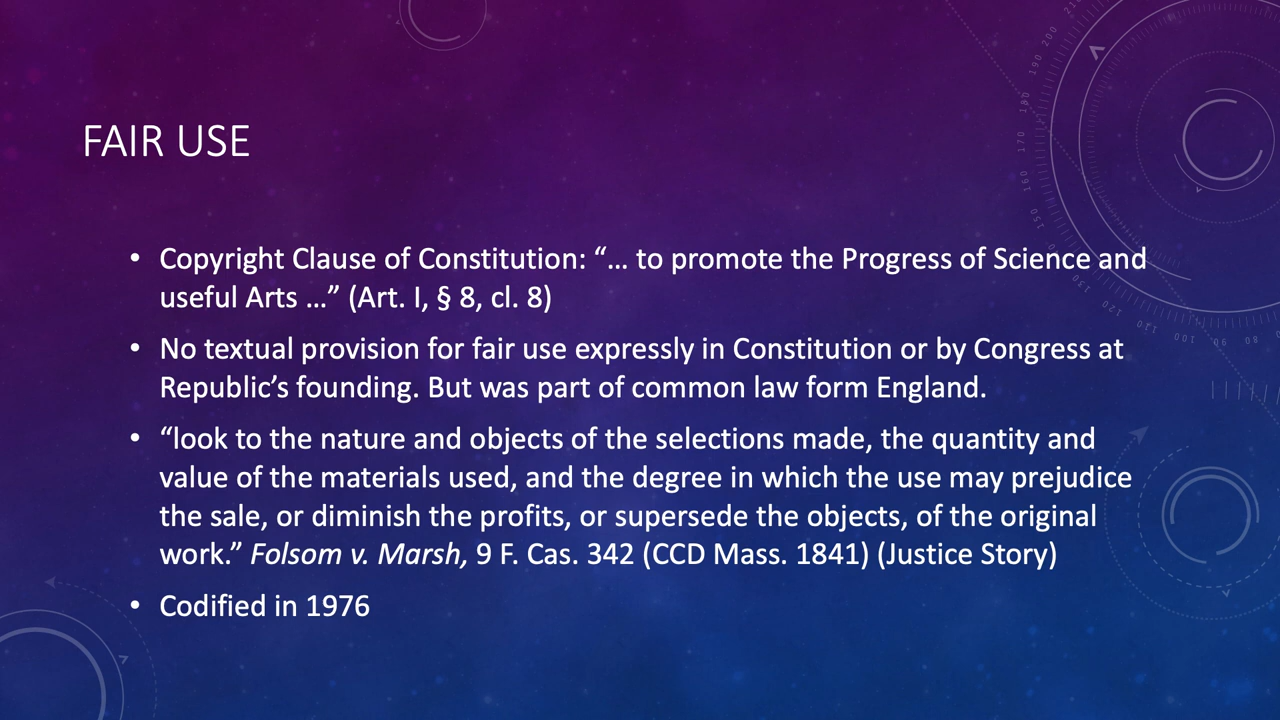 FAIR USE
• Copyright Clause of Constitution: “… to promote the Progress of Science and
useful Arts …” (Art. I, § 8, cl. 8)
• No textual provision for fair use expressly in Constitution or by Congress at
Republic’s founding. But was part of common law form England.
• “look to the nature and objects of the selections made, the quantity and
value of the materials used, and the degree in which the use may prejudice
the sale, or diminish the profits, or supersede the objects, of the original
work.” Folsom v. Marsh, 9 F. Cas. 342 (CCD Mass. 1841) (Justice Story)
• Codified in 1976